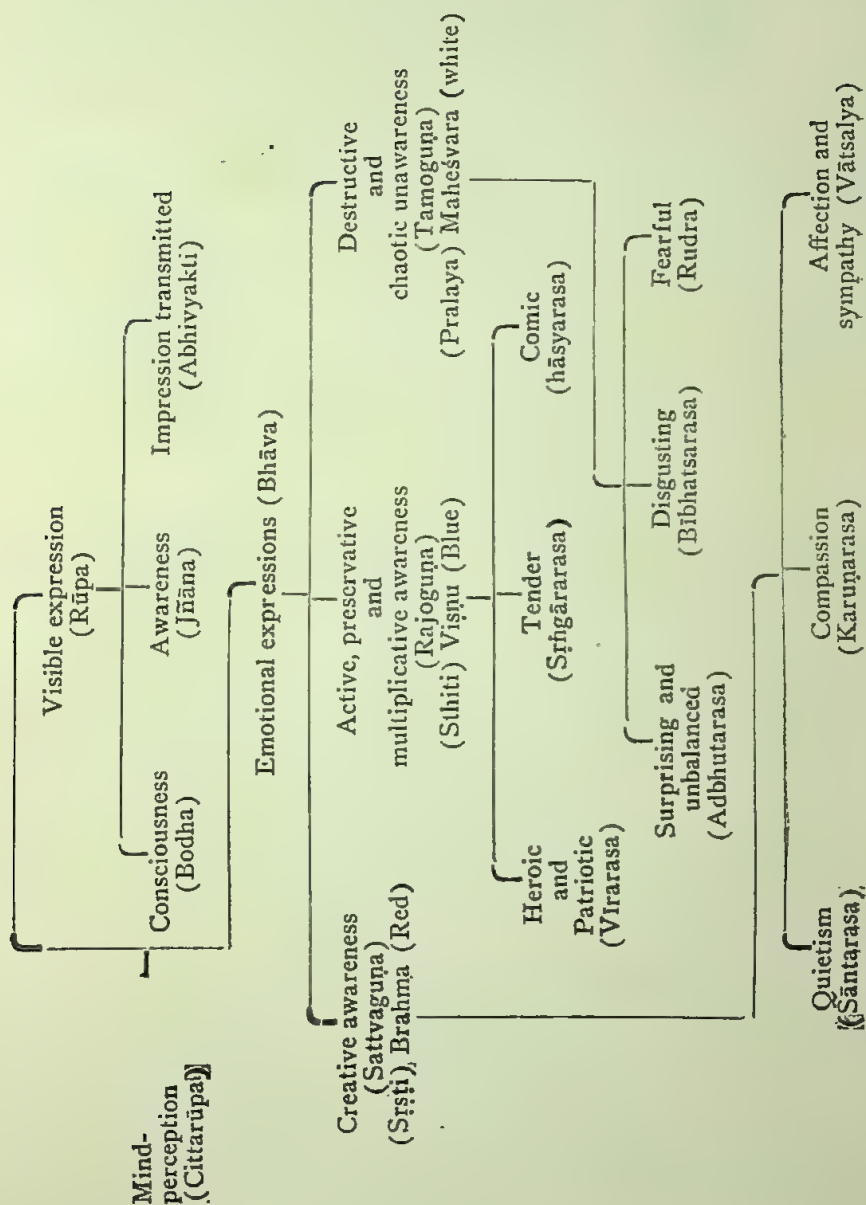 Mind-
perception
(Cittarūpa)
Visible expression
(Rūpa)
Consciousness
(Bodha)
Awareness
(Jñāna)
Impression transmitted
(Abhivyakti)
Emotional expressions (Bhāva)
Creative awareness
(Sattvaguṇa)
(Sṛṣṭi) Brahma (Red)
Active, preservative
and
multiplicative awareness
(Rajoguṇa)
(Sthiti) Viṣṇu (Blue)
Destructive
and
chaotic unawareness
(Tamoguṇa)
(Pralaya) Maheśvara (white)
Heroic
and
Patriotic
(Vīrarasa)
Tender
(Sṛṅgārarasa)
Comic
(hāsyarasa)
Surprising and
unbalanced
(Adbhutarasa)
Disgusting
(Bībhatsarasa)
Fearful
(Rudra)
Quietism
(Śāntarasa)
Compassion
(Karuṇarasa)
Affection and
sympathy (Vātsalya)